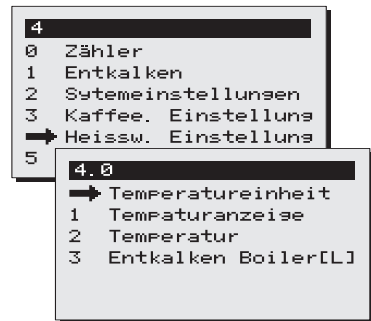 4
0 Zähler
1 Entkalken
2 Sytemeinstellungen
3 Kaffee. Einstellung
Heissw. Einstellung
5
4.0
Temperatureinheit
1 Tempaturanzeige
2 Temperatur
3 Entkalken Boiler[L]